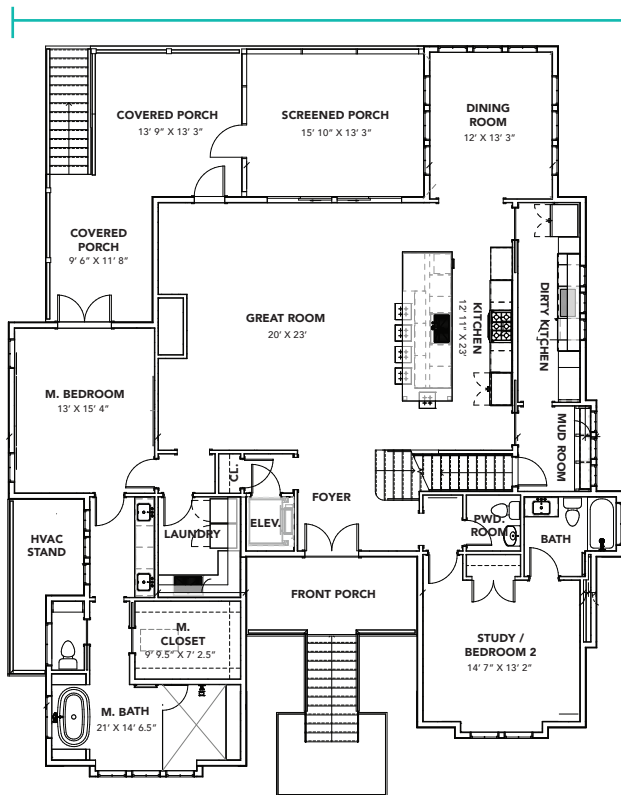 COVERED PORCH
13' 9" X 13' 3"
SCREENED PORCH
15' 10" X 13' 3"
DINING
ROOM
12' X 13' 3"
COVERED
PORCH
9' 6" X 11' 8"
GREAT ROOM
20' X 23'
KITCHEN
12' 11" X 23'
DIRTY KITCHEN
M. BEDROOM
13' X 15' 4"
MUD ROOM
CL.
FOYER
ELEV.
LAUNDRY
PWD.
ROOM
BATH
HVAC
STAND
FRONT PORCH
M.
CLOSET
9' 9.5" X 7' 2.5"
STUDY /
BEDROOM 2
14' 7" X 13' 2"
M. BATH
21' X 14' 6.5"